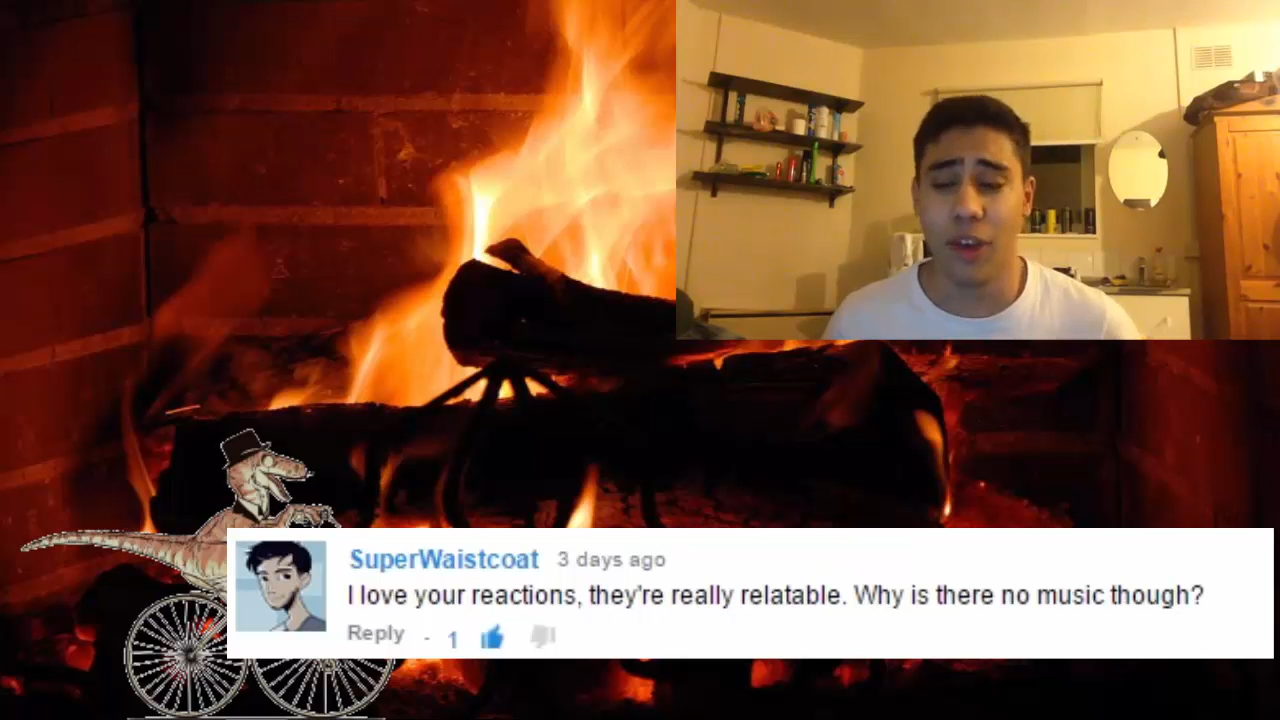 SuperWaistcoat 3 days ago
I love your reactions, they're really relatable. Why is there no music though?
Reply - 1